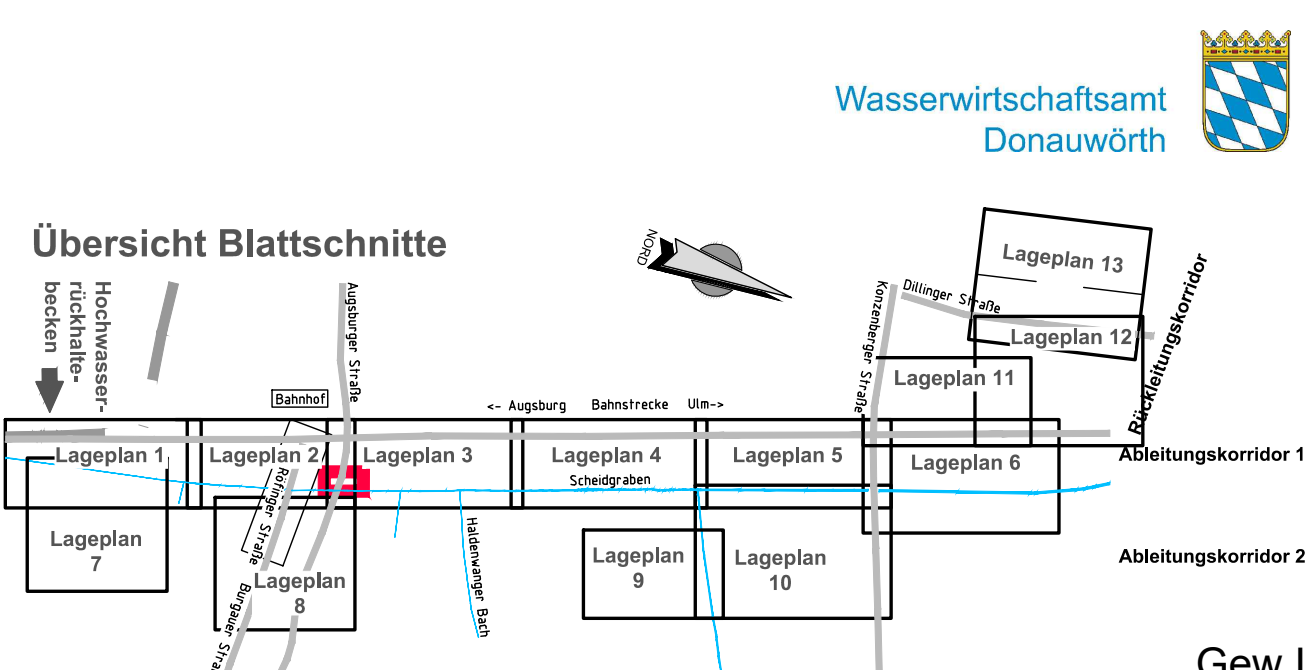 Wasserwirtschaftsamt
Donauwörth
Übersicht Blattschnitte
NORD
Hochwasser-
rückhalte-
becken
Augsburger Straße
Konzenberger Straße
Dillinger Straße
Lageplan 13
Lageplan 12
Rückleitungskorridor
Lageplan 11
Bahnhof
<- Augsburg Bahnstrecke Ulm->
Lageplan 1
Lageplan 2
Lageplan 3
Lageplan 4
Lageplan 5
Lageplan 6
Ableitungskorridor 1
Scheidgraben
Röfinger Straße
Haldenwanger Bach
Lageplan
7
Lageplan
8
Lageplan
9
Lageplan
10
Ableitungskorridor 2
Burgauer Stra
Gew I